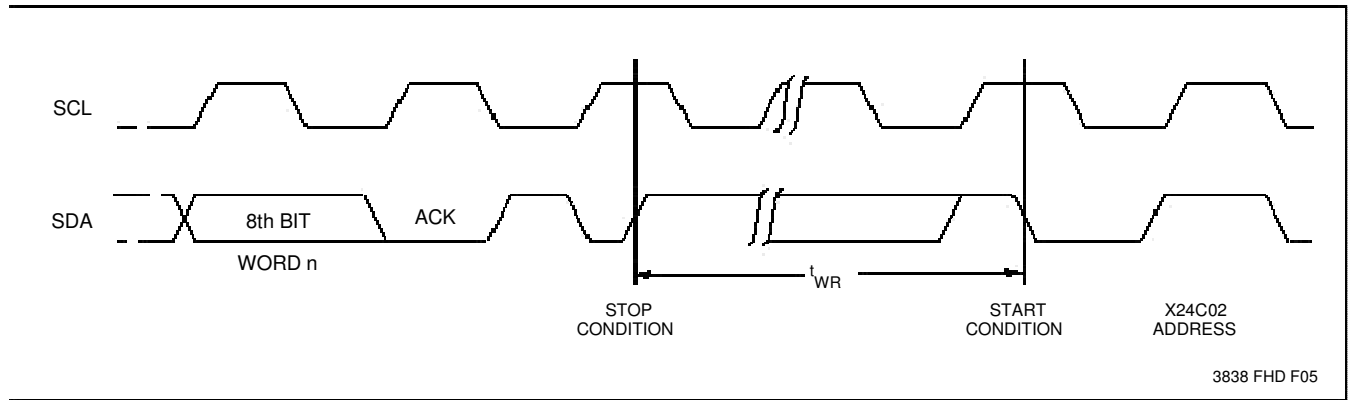 SCL
SDA
8th BIT
ACK
WORD n
tWR
STOP
CONDITION
START
CONDITION
X24C02
ADDRESS
3838 FHD F05